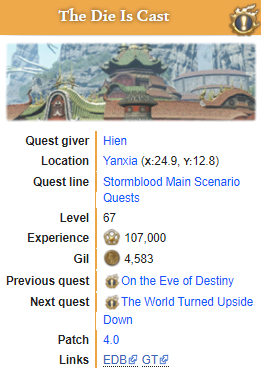 The Die Is Cast
Quest giver Hien
Location Yanxia (X:24.9, Y:12.8)
Quest line Stormblood Main Scenario
Quests
Level 67
Experience 107,000
Gil 4,583
Previous quest On the Eve of Destiny
Next quest The World Turned Upside
Down
Patch 4.0
Links EDB GT